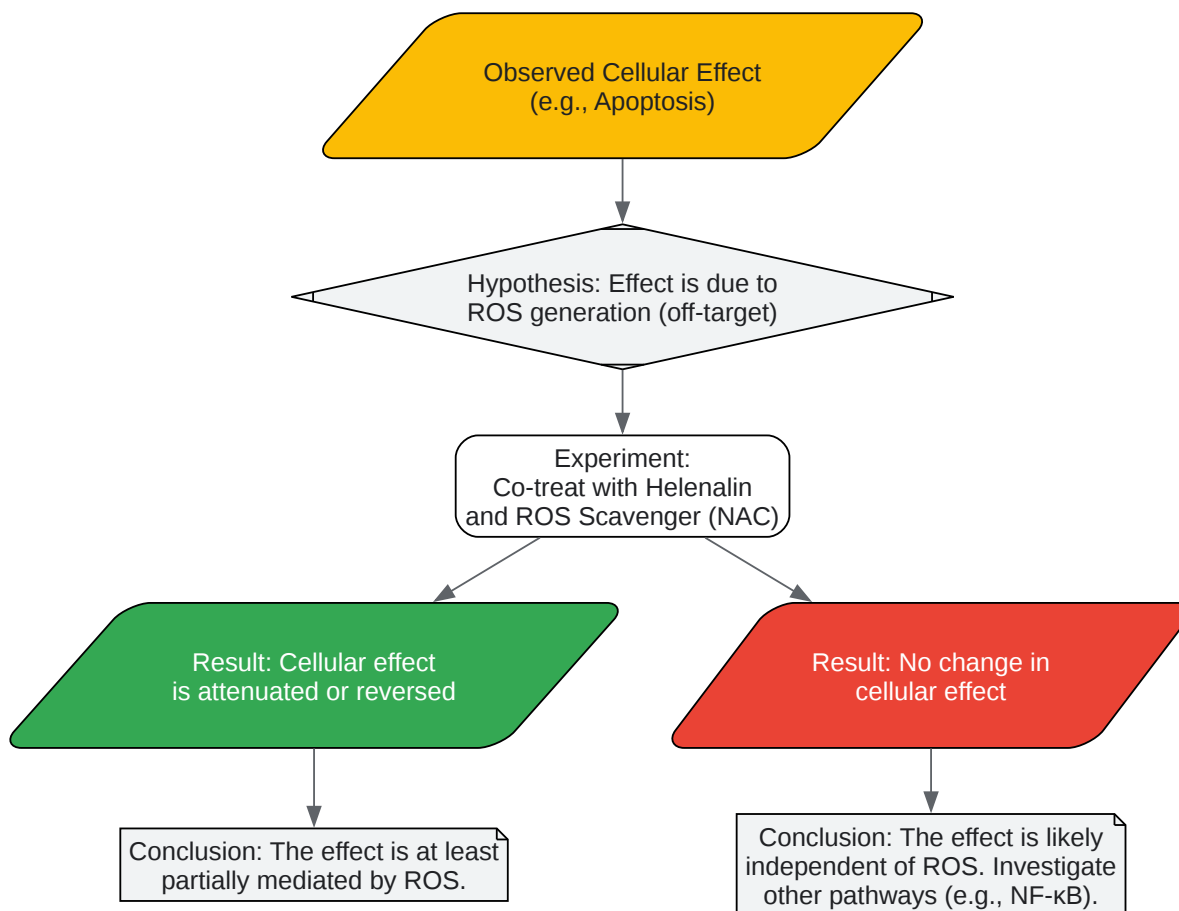 Observed Cellular Effect
(e.g., Apoptosis)
Hypothesis: Effect is due to
ROS generation (off-target)
Experiment:
Co-treat with Helenalin
and ROS Scavenger (NAC)
Result: Cellular effect
is attenuated or reversed
Result: No change in
cellular effect
Conclusion: The effect is at least
partially mediated by ROS.
Conclusion: The effect is likely
independent of ROS. Investigate
other pathways (e.g., NF-κB).